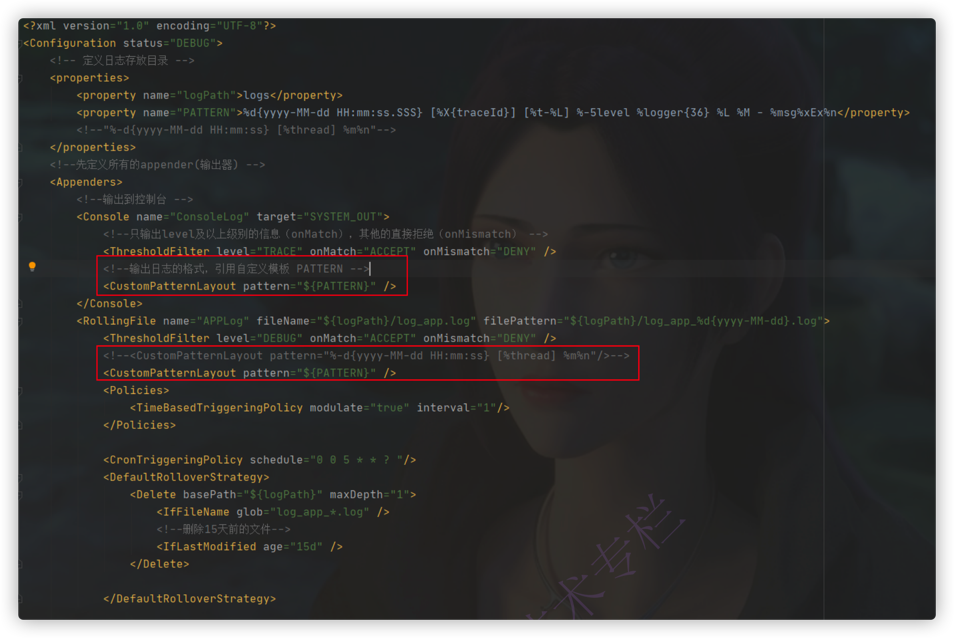 <?xml version="1.0" encoding="UTF-8"?>
<Configuration status="DEBUG">
<!-- 定义日志存放目录 -->
<properties>
<property name="logPath">logs</property>
<property name="PATTERN">%d{yyyy-MM-dd HH:mm:ss.SSS} [%X{traceId}] [%t-%L] %-5level %logger{36} %L %M - %msg%xEx%n</property>
<!--"%-d{yyyy-MM-dd HH:mm:ss} [%thread] %m%n"-->
</properties>
<!--先定义所有的appender(输出器) -->
<Appenders>
<!--输出到控制台 -->
<Console name="ConsoleLog" target="SYSTEM_OUT">
<!--只输出level及以上级别的信息（onMatch），其他的直接拒绝（onMismatch） -->
<ThresholdFilter level="TRACE" onMatch="ACCEPT" onMismatch="DENY" />
<!--输出日志的格式，引用自定义模板 PATTERN -->
<CustomPatternLayout pattern="${PATTERN}" />
</Console>
<RollingFile name="APPLog" fileName="${logPath}/log_app.log" filePattern="${logPath}/log_app_%d{yyyy-MM-dd}.log">
<ThresholdFilter level="DEBUG" onMatch="ACCEPT" onMismatch="DENY" />
<!--<CustomPatternLayout pattern="%-d{yyyy-MM-dd HH:mm:ss} [%thread] %m%n"/>-->
<CustomPatternLayout pattern="${PATTERN}" />
<Policies>
<TimeBasedTriggeringPolicy modulate="true" interval="1"/>
</Policies>
<CronTriggeringPolicy schedule="0 0 5 * * ? "/>
<DefaultRolloverStrategy>
<Delete basePath="${logPath}" maxDepth="1">
<IfFileName glob="log_app_*.log" />
<!--删除15天前的文件-->
<IfLastModified age="15d" />
</Delete>
</DefaultRolloverStrategy>
术专栏